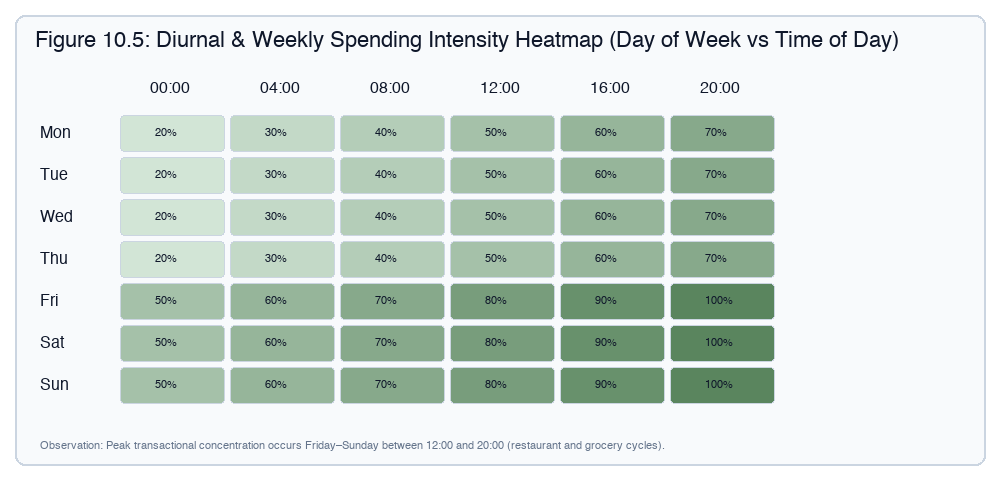 Figure 10.5: Diurnal & Weekly Spending Intensity Heatmap (Day of Week vs Time of Day)
00:00 04:00 08:00 12:00 16:00 20:00
Mon 20% 30% 40% 50% 60% 70%
Tue 20% 30% 40% 50% 60% 70%
Wed 20% 30% 40% 50% 60% 70%
Thu 20% 30% 40% 50% 60% 70%
Fri 50% 60% 70% 80% 90% 100%
Sat 50% 60% 70% 80% 90% 100%
Sun 50% 60% 70% 80% 90% 100%
Observation: Peak transactional concentration occurs Friday–Sunday between 12:00 and 20:00 (restaurant and grocery cycles).